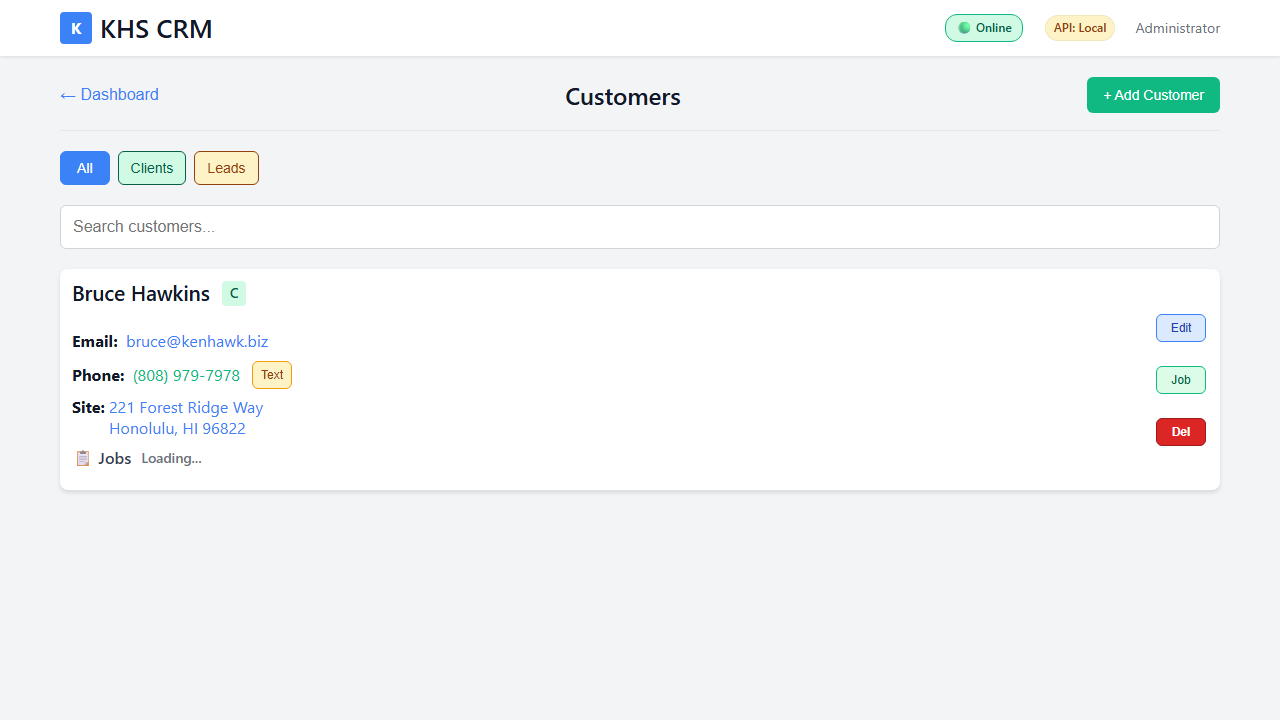 K KHS CRM
Online
API: Local
Administrator
← Dashboard
Customers
+ Add Customer
All
Clients
Leads
Search customers...
Bruce Hawkins C
Email: bruce@kenhawk.biz
Phone: (808) 979-7978 Text
Site: 221 Forest Ridge Way
Honolulu, HI 96822
Jobs Loading...
Edit
Job
Del